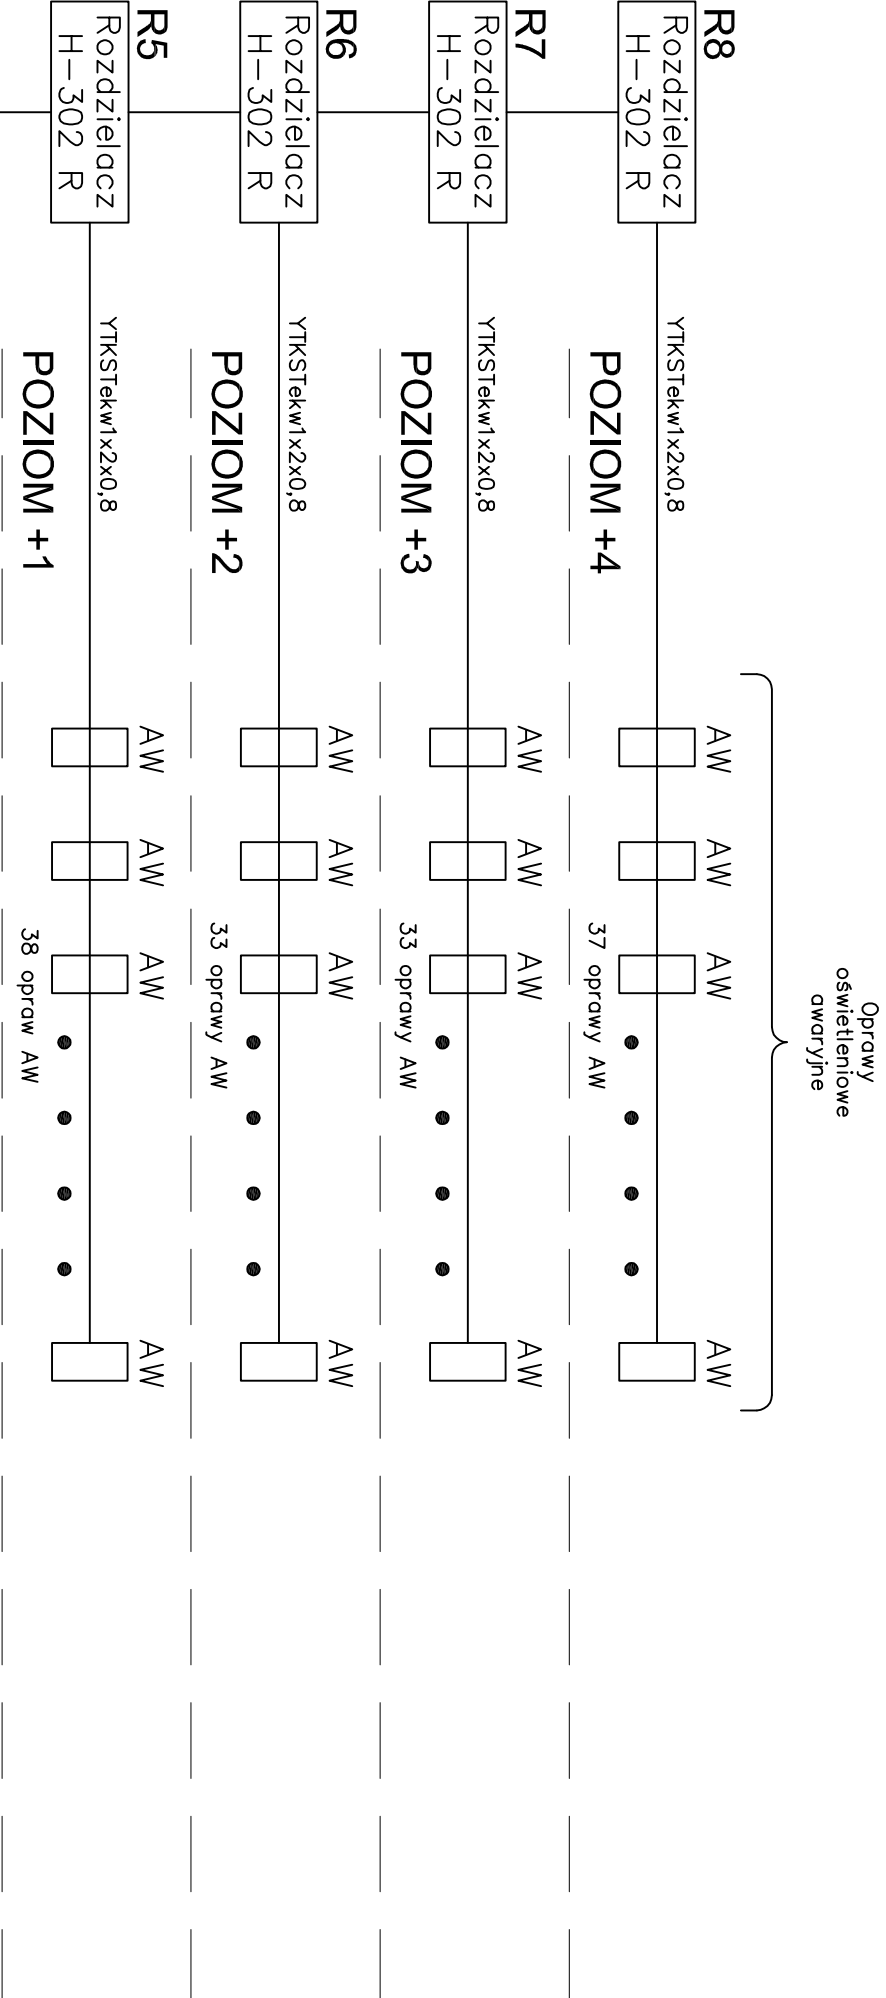 Oprawy
oświetleniowe
awaryjne
R8
Rozdzielacz
H-302 R
YTKSTekw1x2x0,8
POZIOM +4
AW
AW
AW
AW
37 oprawy AW
R7
Rozdzielacz
H-302 R
YTKSTekw1x2x0,8
POZIOM +3
AW
AW
AW
AW
33 oprawy AW
R6
Rozdzielacz
H-302 R
YTKSTekw1x2x0,8
POZIOM +2
AW
AW
AW
AW
33 oprawy AW
R5
Rozdzielacz
H-302 R
YTKSTekw1x2x0,8
POZIOM +1
AW
AW
AW
AW
38 opraw AW